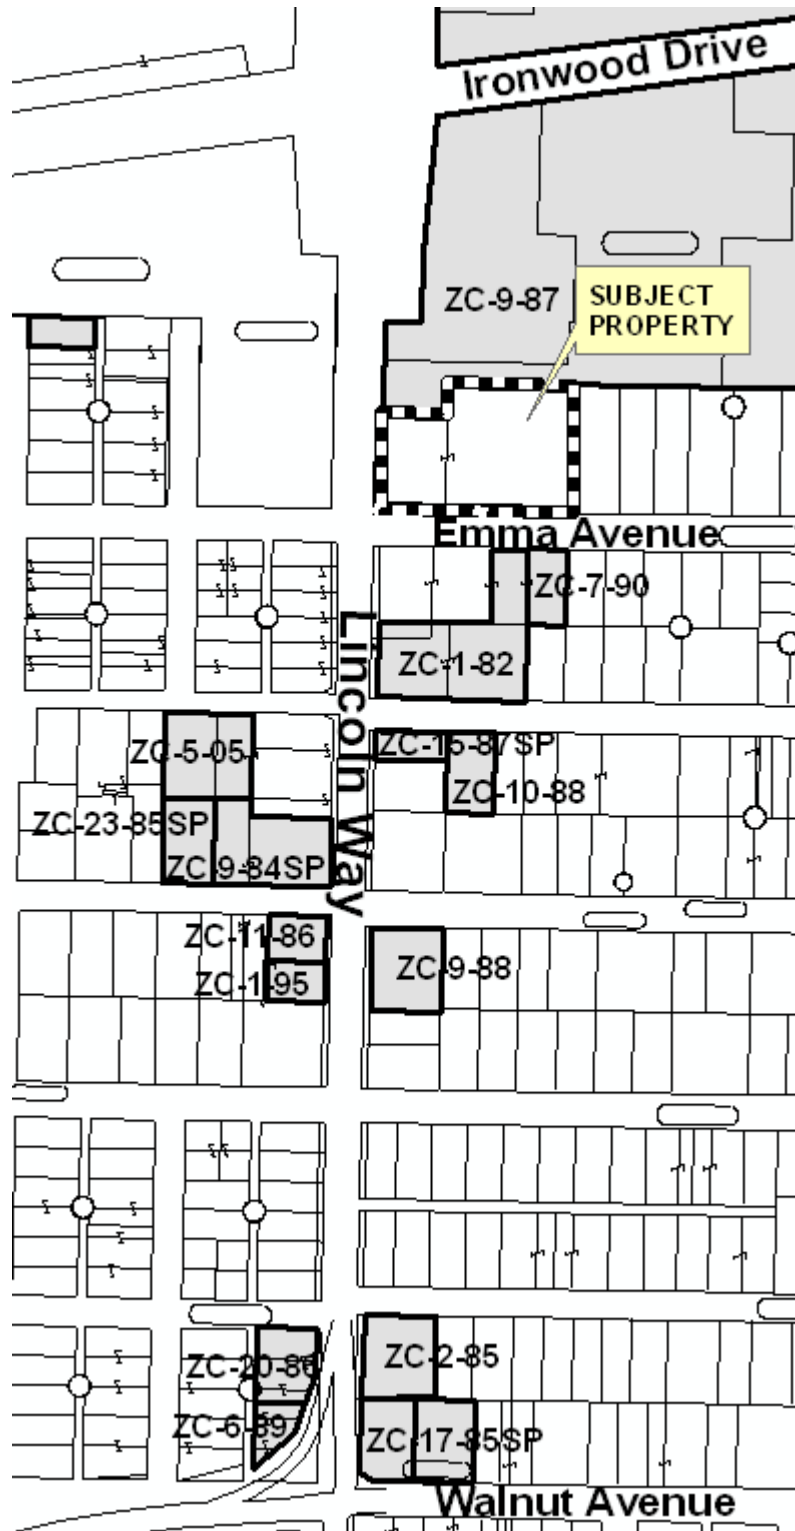 Ironwood Drive
ZC-9-87
SUBJECT
PROPERTY
Emma Avenue
ZC-7-90
Lincoln Way
ZC-1-82
ZC-5-05
ZC-15-87SP
ZC-10-88
ZC-23-85SP
ZC-9-84SP
ZC-11-86
ZC-1-95
ZC-9-88
ZC-20-86
ZC-2-85
ZC-6-89
ZC-17-85SP
Walnut Avenue